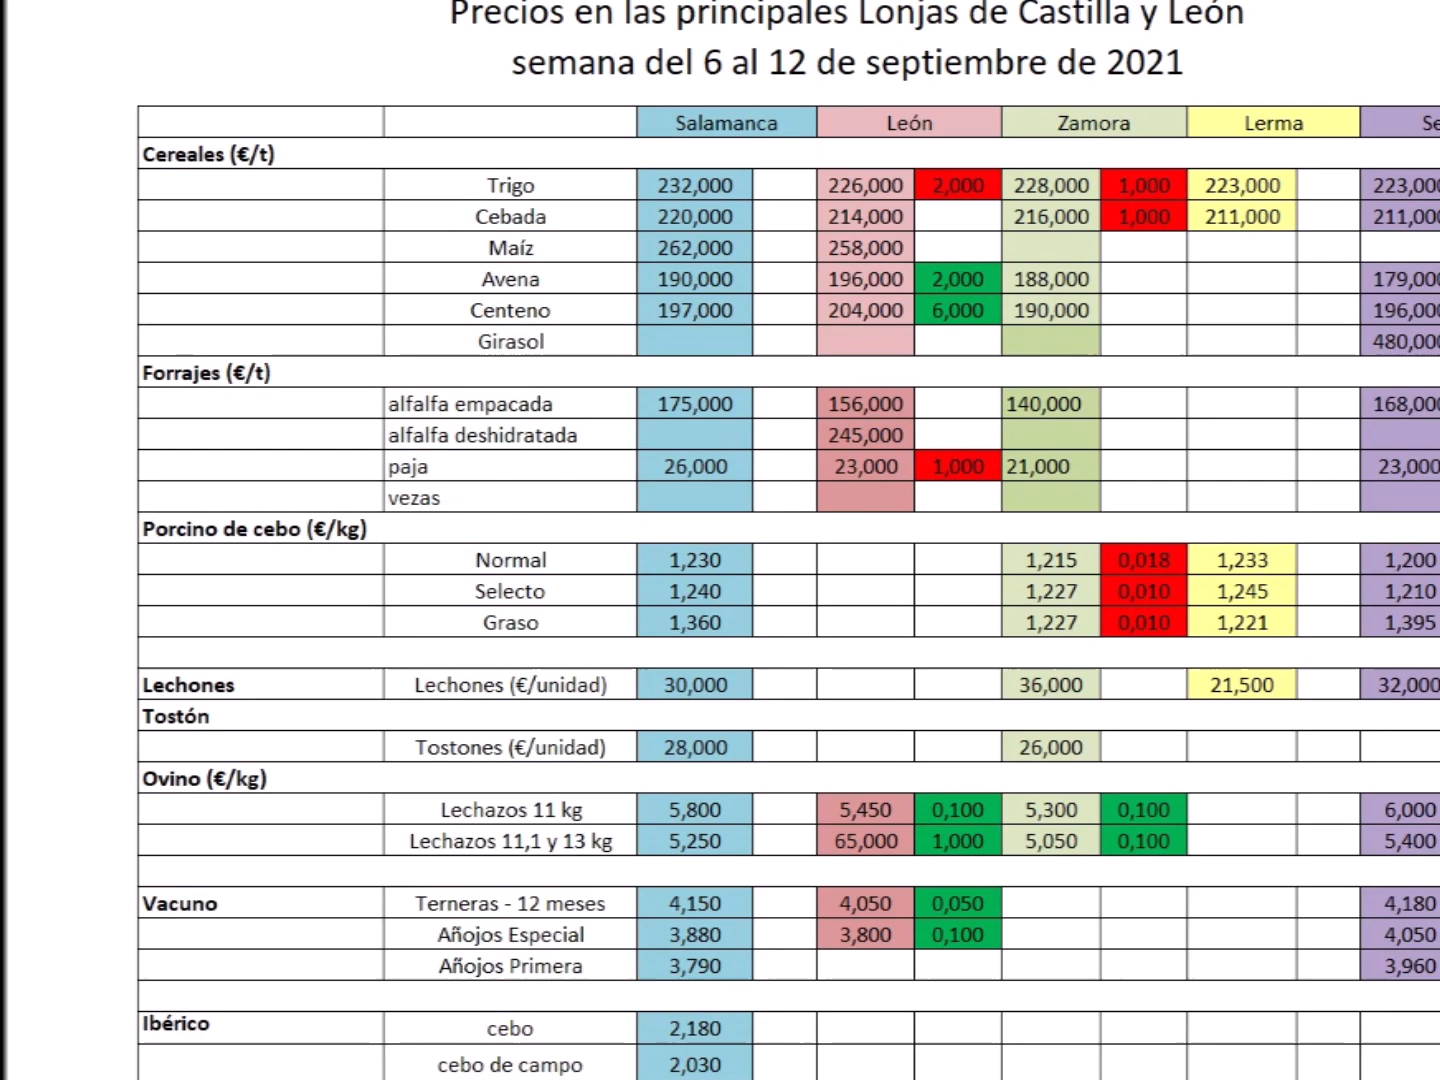 Precios en las principales Lonjas de Castilla y León
semana del 6 al 12 de septiembre de 2021
Salamanca León Zamora Lerma Se
Cereales (€/t)
Trigo 232,000 226,000 2,000 228,000 1,000 223,000 223,000
Cebada 220,000 214,000 216,000 1,000 211,000 211,000
Maíz 262,000 258,000
Avena 190,000 196,000 2,000 188,000 179,000
Centeno 197,000 204,000 6,000 190,000 196,000
Girasol 480,000
Forrajes (€/t)
alfalfa empacada 175,000 156,000 140,000 168,000
alfalfa deshidratada 245,000
paja 26,000 23,000 1,000 21,000 23,000
vezas
Porcino de cebo (€/kg)
Normal 1,230 1,215 0,018 1,233 1,200
Selecto 1,240 1,227 0,010 1,245 1,210
Graso 1,360 1,227 0,010 1,221 1,395
Lechones Lechones (€/unidad) 30,000 36,000 21,500 32,000
Tostón
Tostones (€/unidad) 28,000 26,000
Ovino (€/kg)
Lechazos 11 kg 5,800 5,450 0,100 5,300 0,100 6,000
Lechazos 11,1 y 13 kg 5,250 65,000 1,000 5,050 0,100 5,400
Vacuno Terneras - 12 meses 4,150 4,050 0,050 4,180
Añojos Especial 3,880 3,800 0,100 4,050
Añojos Primera 3,790 3,960
Ibérico cebo 2,180
cebo de campo 2,030